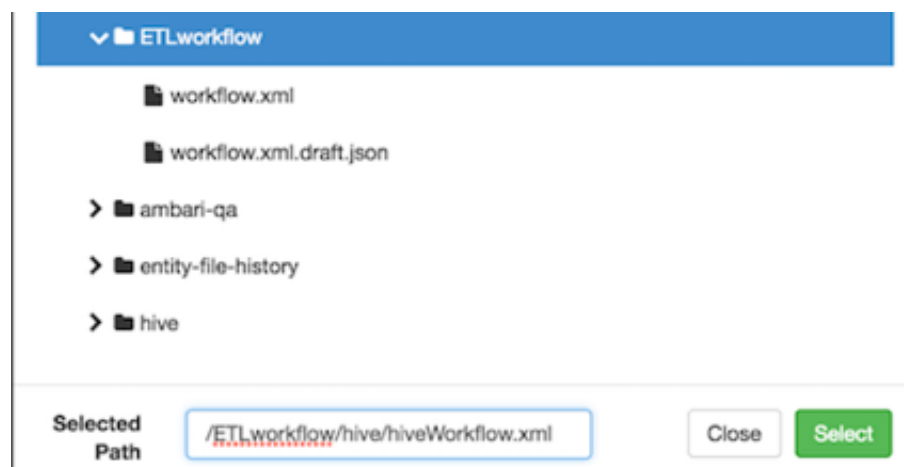 ETLworkflow
workflow.xml
workflow.xml.draft.json
ambari-qa
entity-file-history
hive
Selected
Path
/ETLworkflow/hive/hiveWorkflow.xml
Close
Select